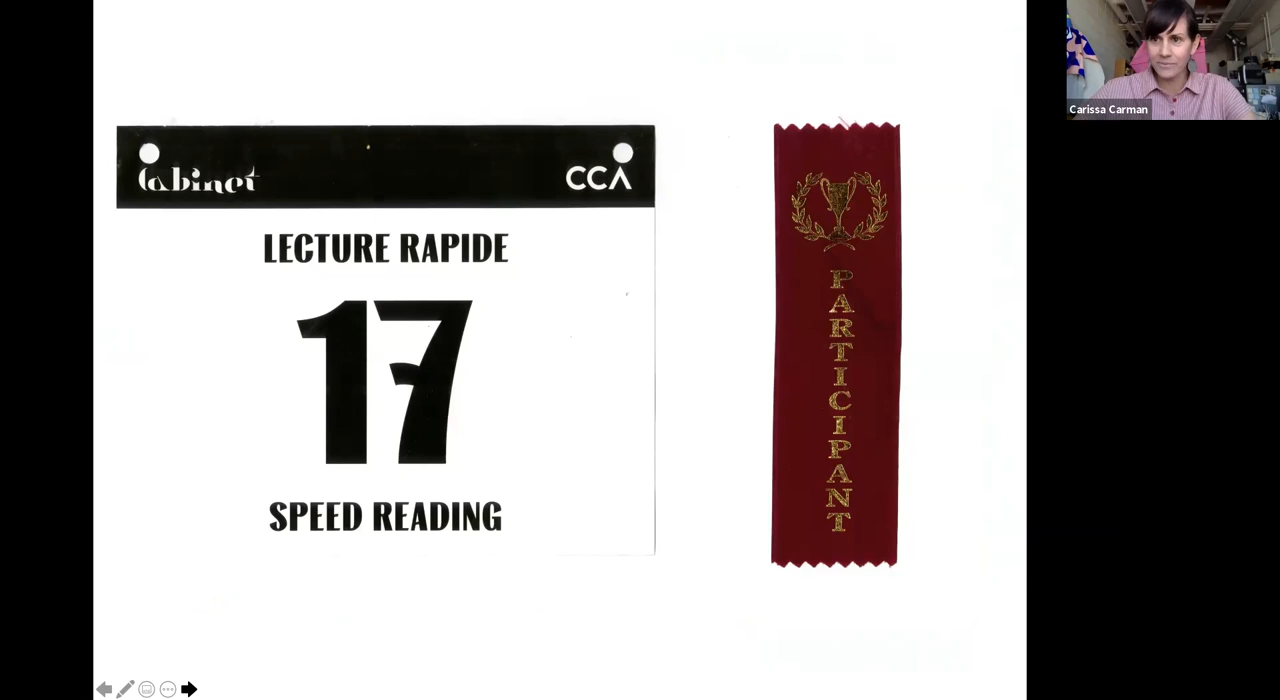 Cabinet
CCA
LECTURE RAPIDE
17
SPEED READING
PARTICIPANT
Carissa Carman